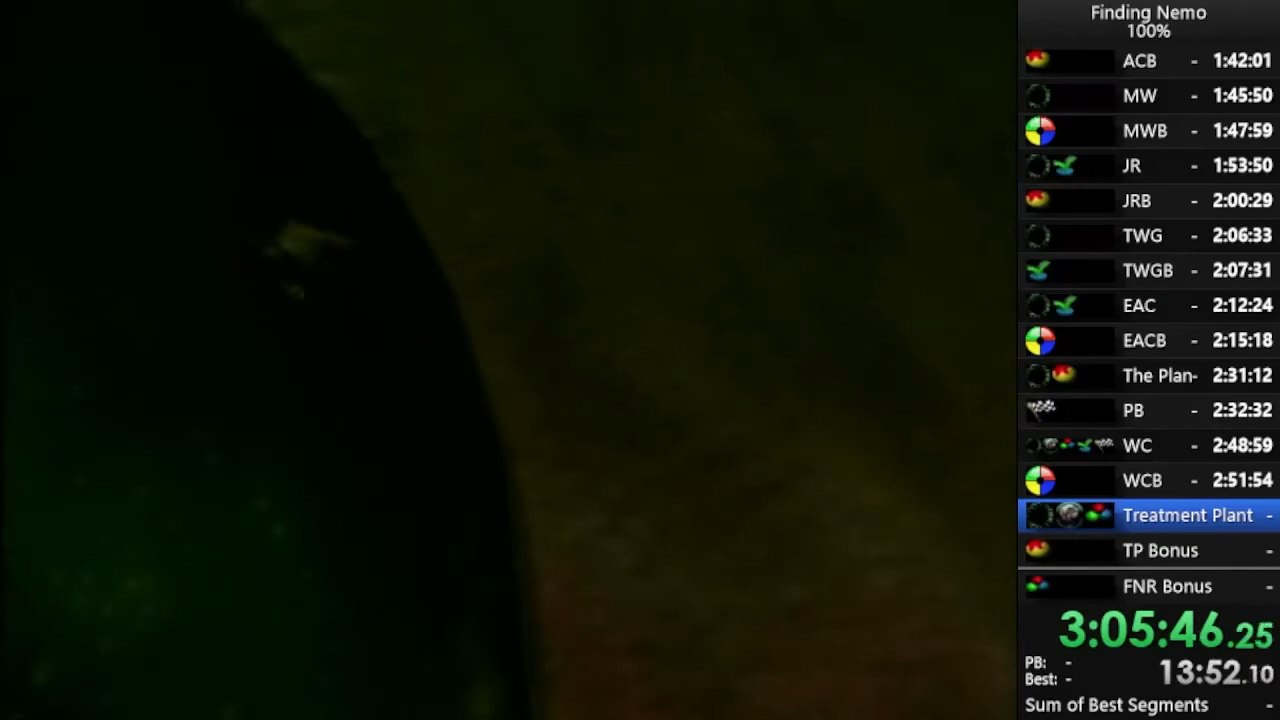 Finding Nemo
100%
ACB - 1:42:01
MW - 1:45:50
MWB - 1:47:59
JR - 1:53:50
JRB - 2:00:29
TWG - 2:06:33
TWGB - 2:07:31
EAC - 2:12:24
EACB - 2:15:18
The Plan- 2:31:12
PB - 2:32:32
WC - 2:48:59
WCB - 2:51:54
Treatment Plant -
TP Bonus -
FNR Bonus -
3:05:46.25
PB: -
Best: -
13:52.10
Sum of Best Segments -